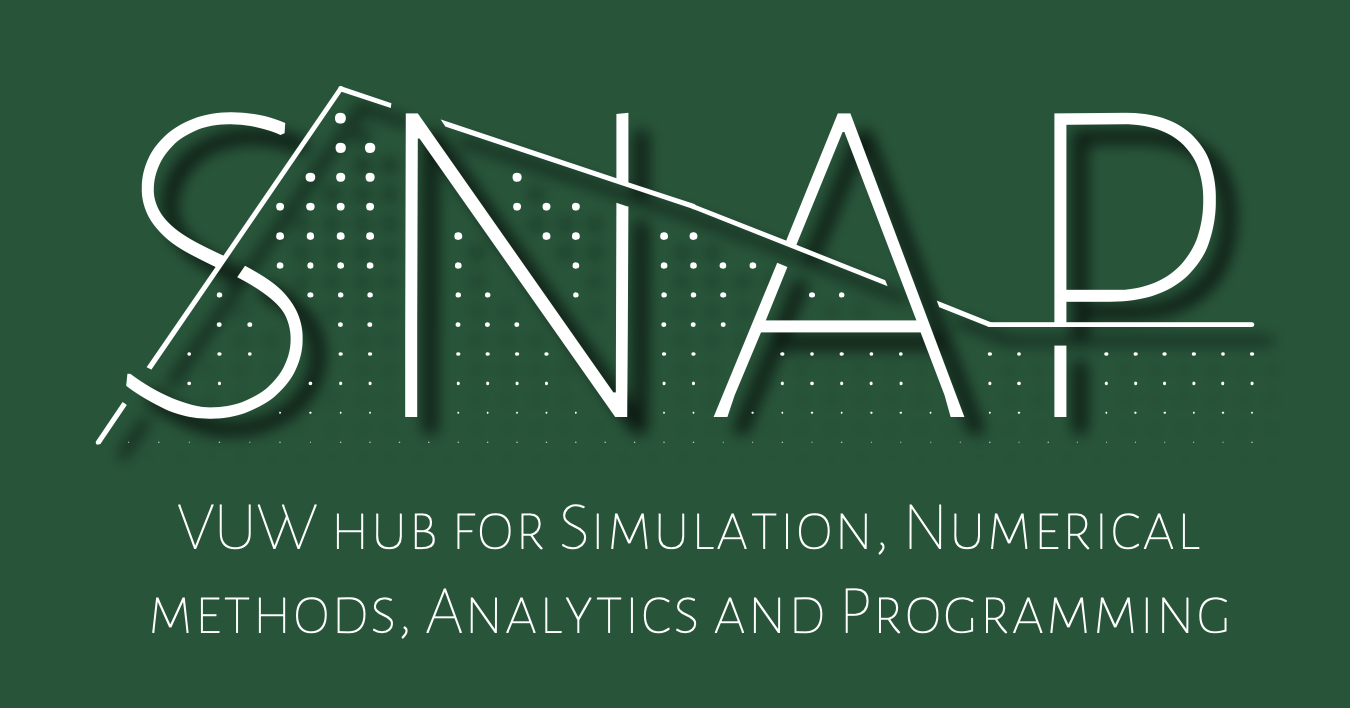 SNAP
VUW hub for Simulation, Numerical
methods, Analytics and Programming